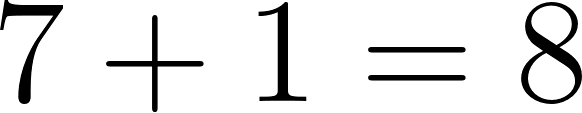 7 + 1 = 8